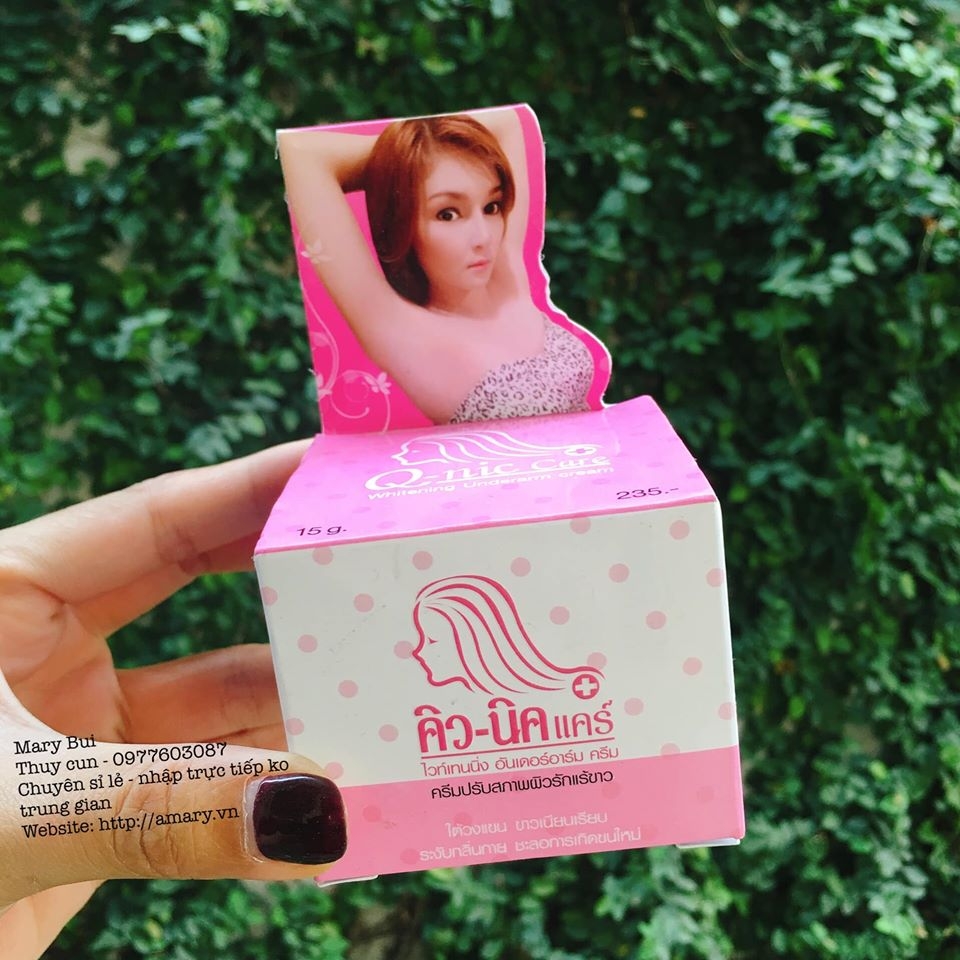 Q-nic Care
Whitening Underarm cream
15 g.
235.-
คิว-นิค แคร์
ไวท์เทนนิ่ง อันเดอร์อาร์ม ครีม
ครีมปรับสภาพผิวรักแร้ขาว
ใต้วงแขน ขาวเนียนเรียบ
ระงับกลิ่นกาย ชะลอการเกิดขนใหม่
Mary Bui
Thuy cun - 0977603087
Chuyên sỉ lẻ - nhập trực tiếp ko
trung gian
Website: http://amary.vn